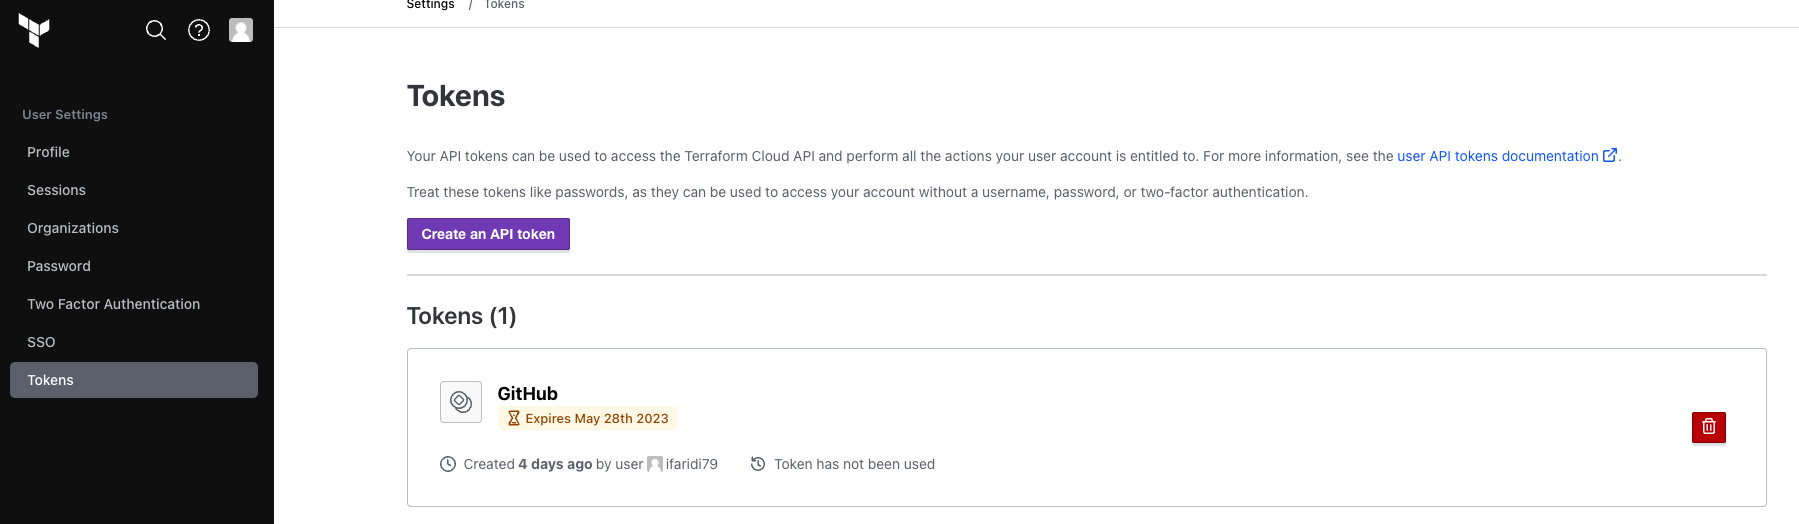 Settings / Tokens
User Settings
Profile
Sessions
Organizations
Password
Two Factor Authentication
SSO
Tokens
Tokens
Your API tokens can be used to access the Terraform Cloud API and perform all the actions your user account is entitled to. For more information, see the user API tokens documentation.
Treat these tokens like passwords, as they can be used to access your account without a username, password, or two-factor authentication.
Create an API token
Tokens (1)
GitHub
Expires May 28th 2023
Created 4 days ago by user ifaridi79 Token has not been used